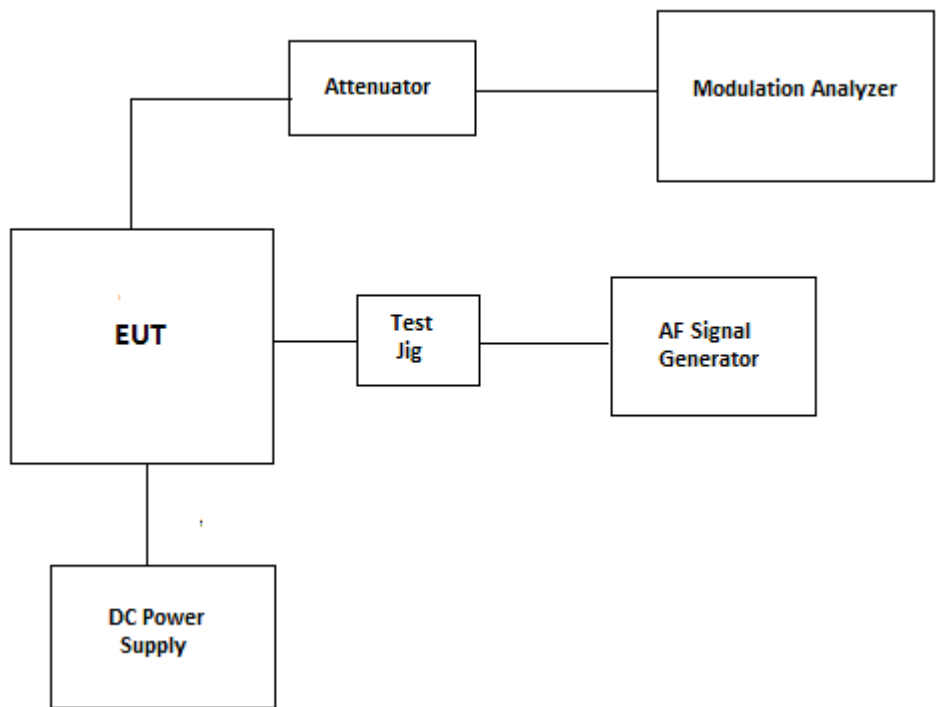 Attenuator
Modulation Analyzer
EUT
Test
Jig
AF Signal
Generator
DC Power
Supply